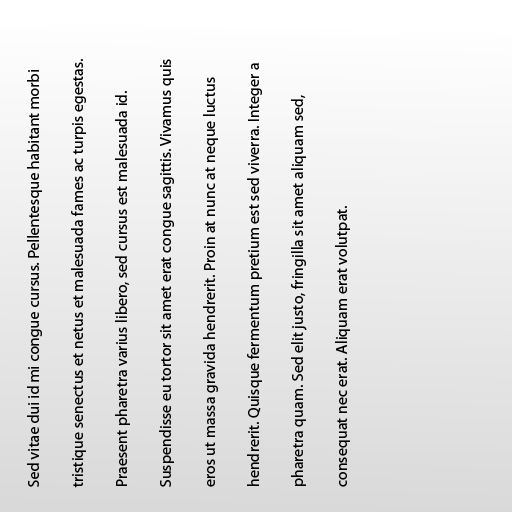 Sed vitae dui id mi congue cursus. Pellentesque habitant morbi
tristique senectus et netus et malesuada fames ac turpis egestas.
Praesent pharetra varius libero, sed cursus est malesuada id.
Suspendisse eu tortor sit amet erat congue sagittis. Vivamus quis
eros ut massa gravida hendrerit. Proin at nunc at neque luctus
hendrerit. Quisque fermentum pretium est sed viverra. Integer a
pharetra quam. Sed elit justo, fringilla sit amet aliquam sed,
consequat nec erat. Aliquam erat volutpat.